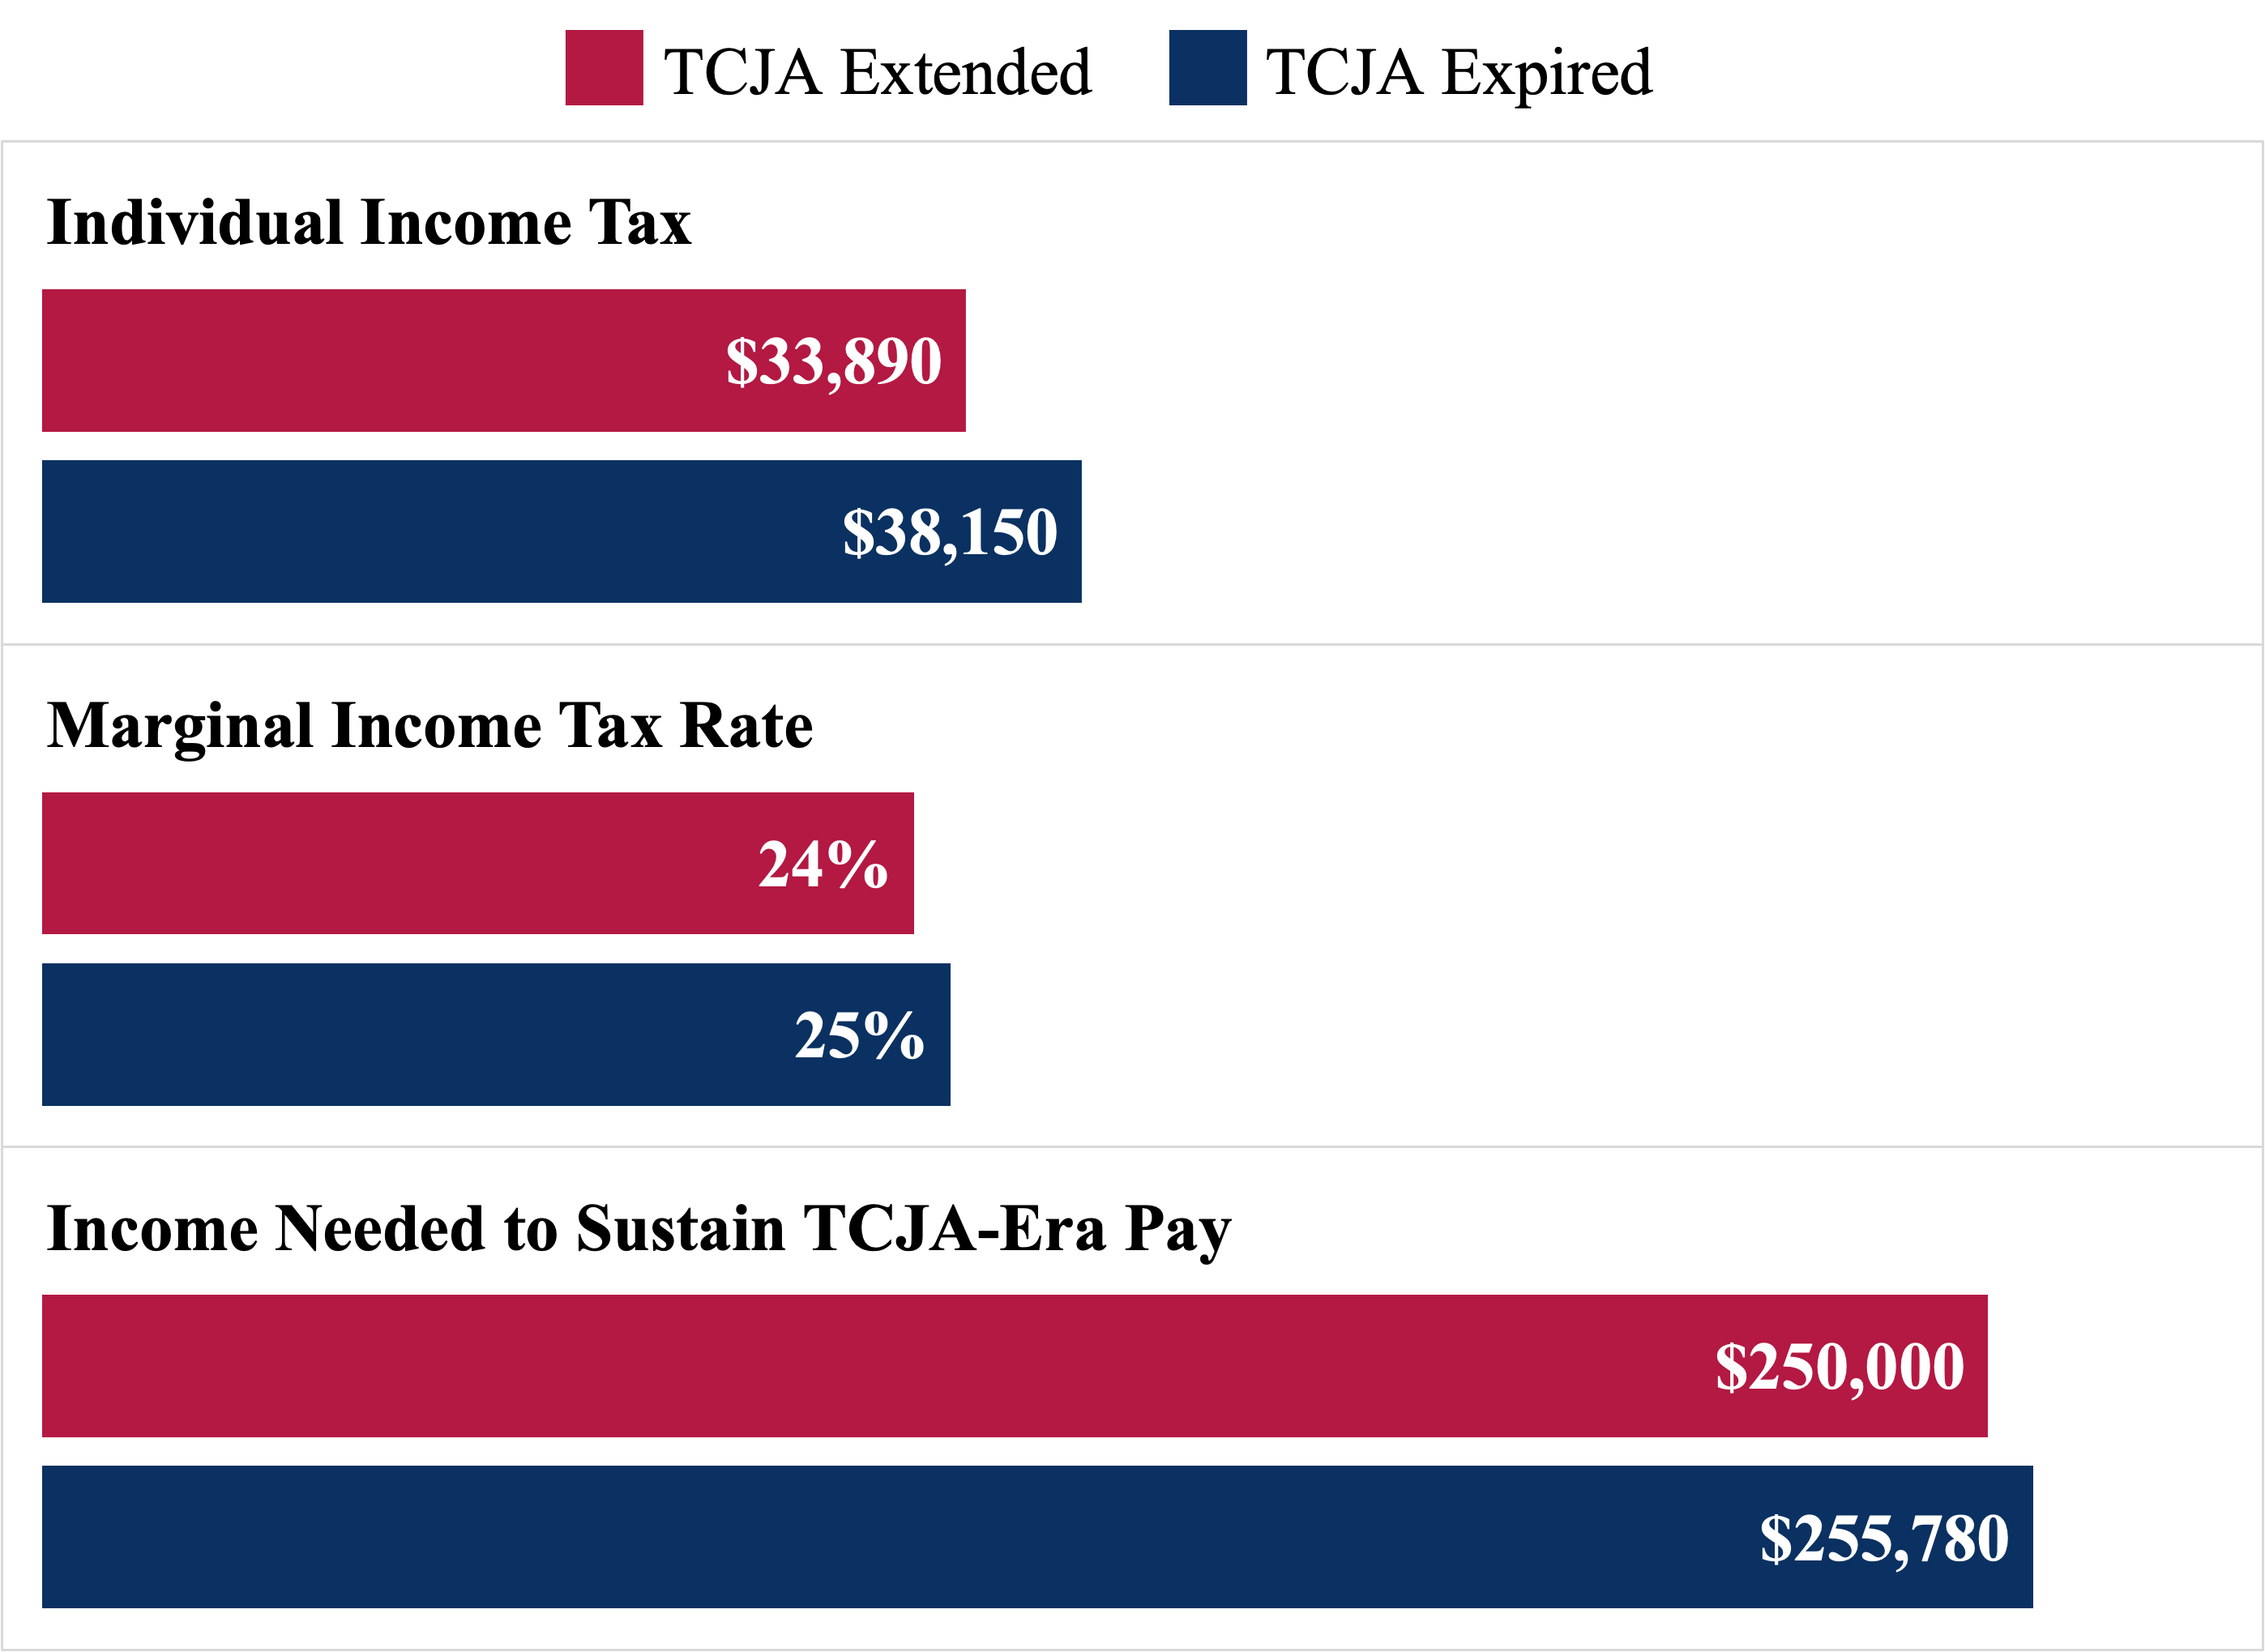 TCJA Extended TCJA Expired
Individual Income Tax
$33,890
$38,150
Marginal Income Tax Rate
24%
25%
Income Needed to Sustain TCJA-Era Pay
$250,000
$255,780